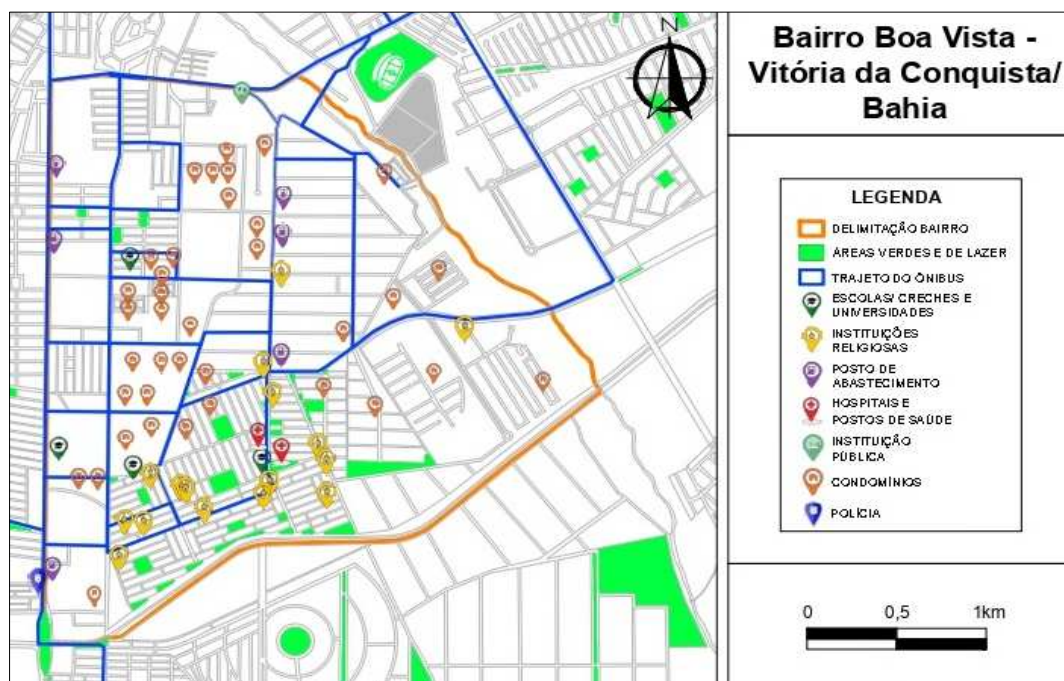 N
Bairro Boa Vista -
Vitória da Conquista/
Bahia
LEGENDA
DELIMITAÇÃO BAIRRO
ÁREAS VERDES E DE LAZER
TRAJETO DO ÔNIBUS
ESCOLAS/ CRECHES E
UNIVERSIDADES
INSTITUIÇÕES
RELIGIOSAS
POSTO DE
ABASTECIMENTO
HOSPITAIS E
POSTOS DE SAÚDE
INSTITUIÇÃO
PÚBLICA
CONDOMÍNIOS
POLÍCIA
0 0,5 1km